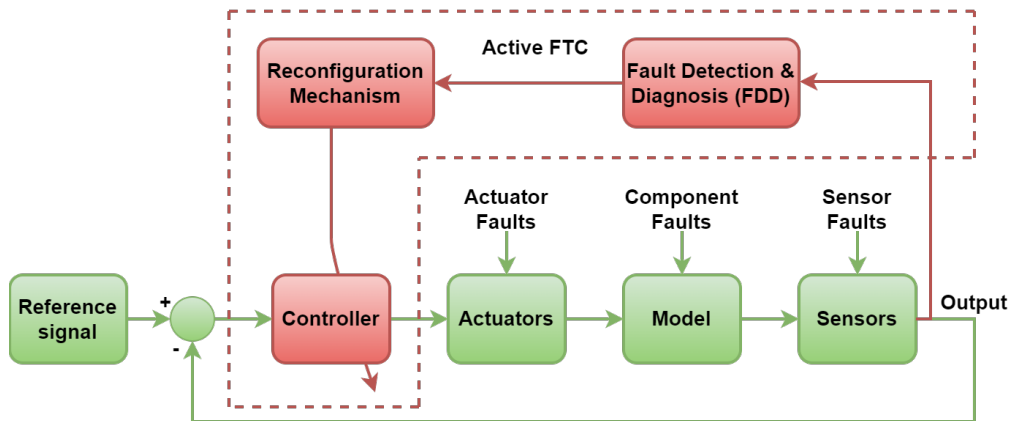 Active FTC
Reconfiguration
Mechanism
Fault Detection &
Diagnosis (FDD)
Actuator
Faults
Component
Faults
Sensor
Faults
Reference
signal
+
-
Controller
Actuators
Model
Sensors
Output